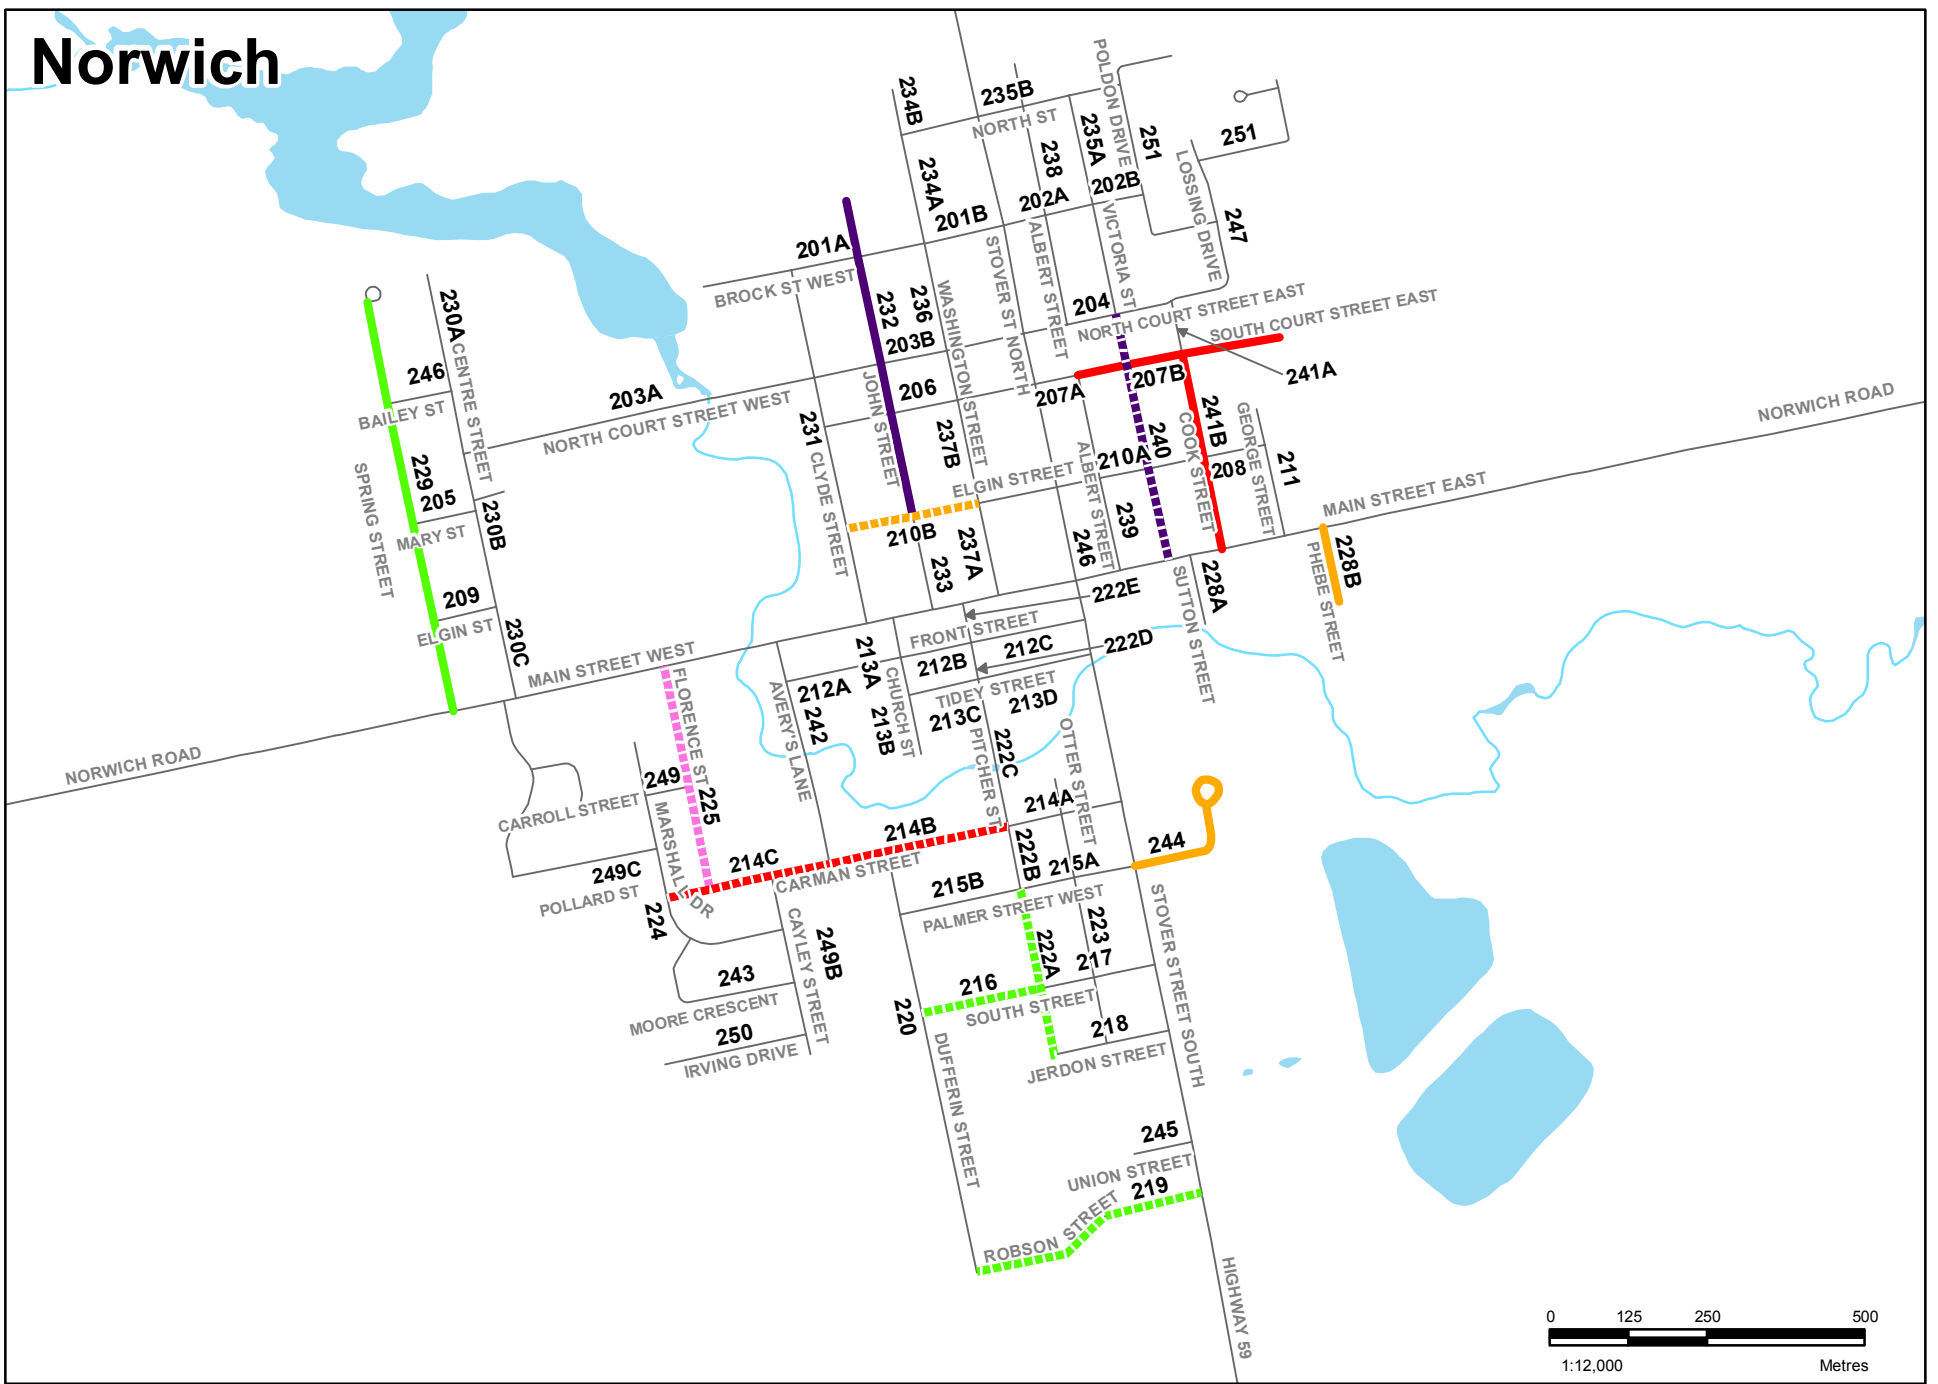 Norwich
234B
235B
NORTH ST
POLDON DRIVE
235A
238
251
251
234A
LOSSING DRIVE
202B
202A
201B
247
201A
BROCK ST WEST
STOVER ST NORTH
ALBERT STREET
VICTORIA ST
232
236
WASHINGTON STREET
204
NORTH COURT STREET EAST
SOUTH COURT STREET EAST
203B
230A
CENTRE STREET
246
BAILEY ST
203A
NORTH COURT STREET WEST
JOHN STREET
206
207A
207B
241A
241B
NORWICH ROAD
231
CLYDE STREET
237B
ELGIN STREET
ALBERT STREET
210A
240
COOK STREET
208
GEORGE STREET
211
SPRING STREET
229
205
MARY ST
230B
210B
237A
246
239
MAIN STREET EAST
228B
PHEBE STREET
233
222E
228A
SUTTON STREET
209
ELGIN ST
230C
MAIN STREET WEST
213A
FRONT STREET
212C
222D
212B
212A
CHURCH ST
TIDEY STREET
213D
213C
213B
AVERY'S LANE
242
FLORENCE ST
PITCHER ST
222C
OTTER STREET
NORWICH ROAD
249
225
CARROLL STREET
MARSHALL DR
214A
214B
214C
CARMAN STREET
222B
215A
244
249C
POLLARD ST
215B
PALMER STREET WEST
STOVER STREET SOUTH
224
CAYLEY STREET
249B
222A
223
217
243
MOORE CRESCENT
216
SOUTH STREET
220
250
IRVING DRIVE
218
JERDON STREET
DUFFERIN STREET
245
UNION STREET
219
ROBSON STREET
HIGHWAY 59
0 125 250 500
1:12,000 Metres